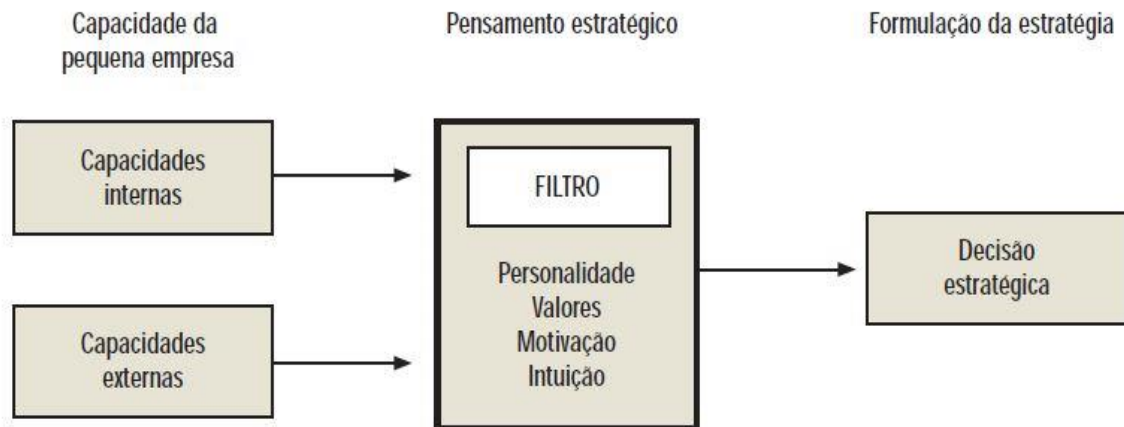 Capacidade da
pequena empresa
Pensamento estratégico
Formulação da estratégia
Capacidades
internas
Capacidades
externas
FILTRO
Personalidade
Valores
Motivação
Intuição
Decisão
estratégica